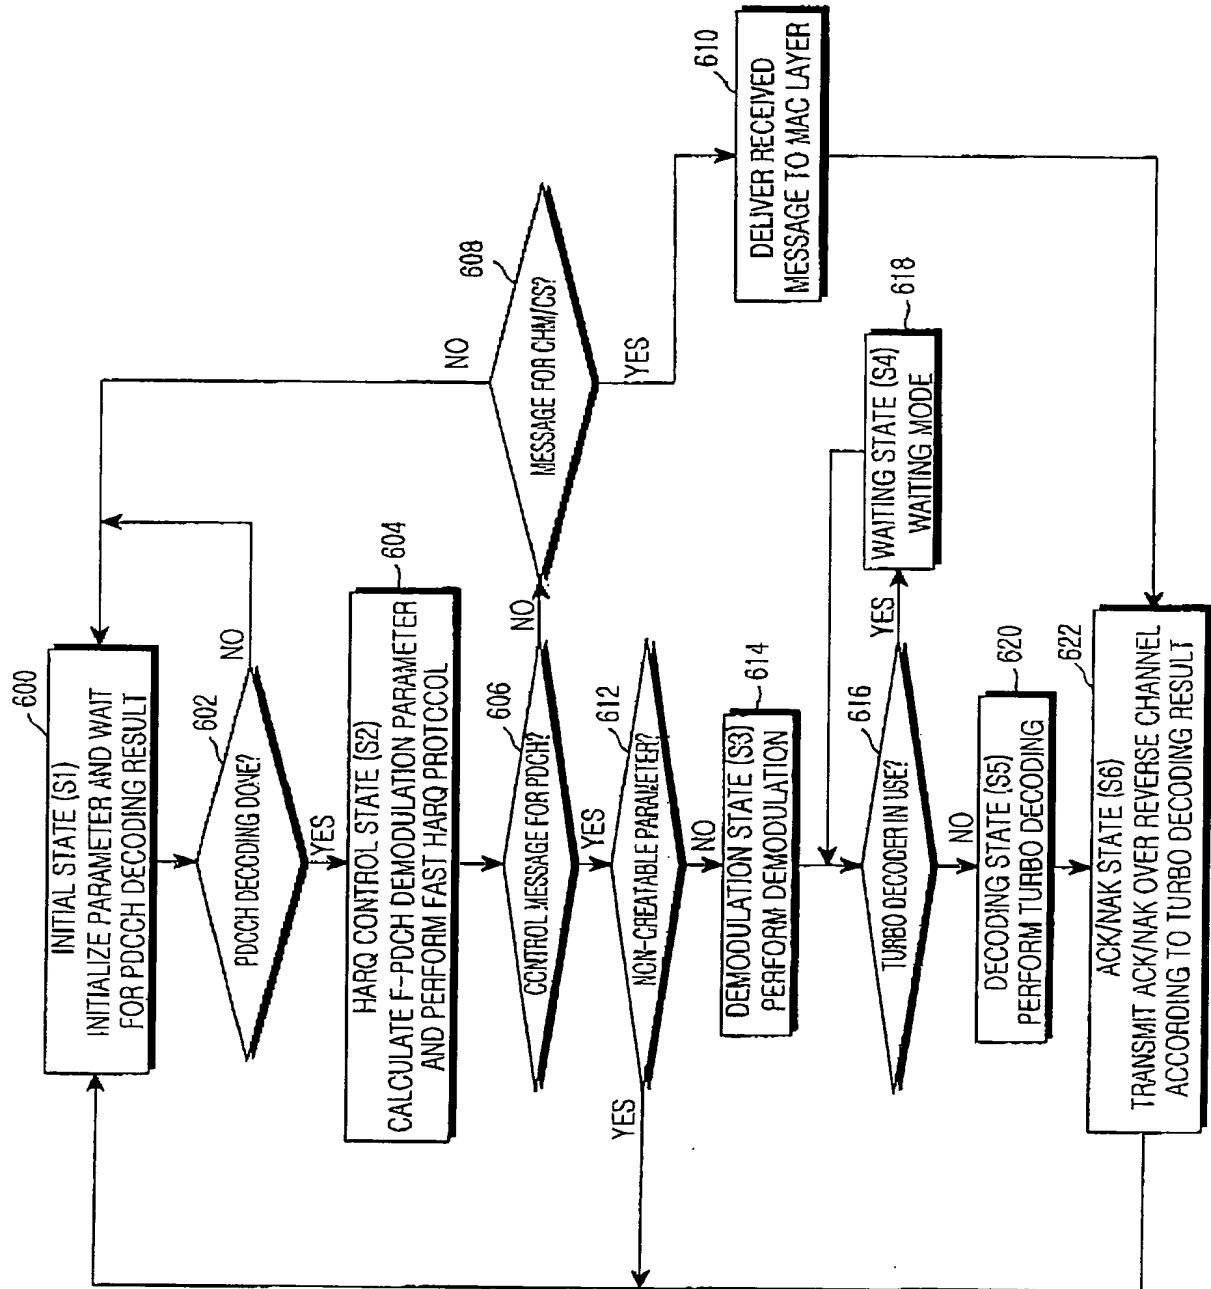 600
INITIAL STATE (S1)
INITIALIZE PARAMETER AND WAIT
FOR PDCCH DECODING RESULT
602
PDCCH DECODING DONE?
NO
YES
604
HARQ CONTROL STATE (S2)
CALCULATE F-PDCH DEMODULATION PARAMETER
AND PERFORM FAST HARQ PROTCCOL
606
CONTROL MESSAGE FOR PDCH?
NO
YES
608
MESSAGE FOR CHM/CS?
NO
YES
610
DELIVER RECEIVED
MESSAGE TO MAC LAYER
612
NCN-CREATABLE PARAMETER?
YES
NO
614
DEMODULATION STATE (S3)
PERFORM DEMODULATION
616
TURBO DECODER IN USE?
YES
NO
618
WAITING STATE (S4)
WAITING MODE
620
DECODING STATE (S5)
PERFORM TURBO DECODING
622
ACK/NAK STATE (S6)
TRANSMIT ACK/NAK OVER REVERSE CHANNEL
ACCORDING TO TURBO DECODING RESULT